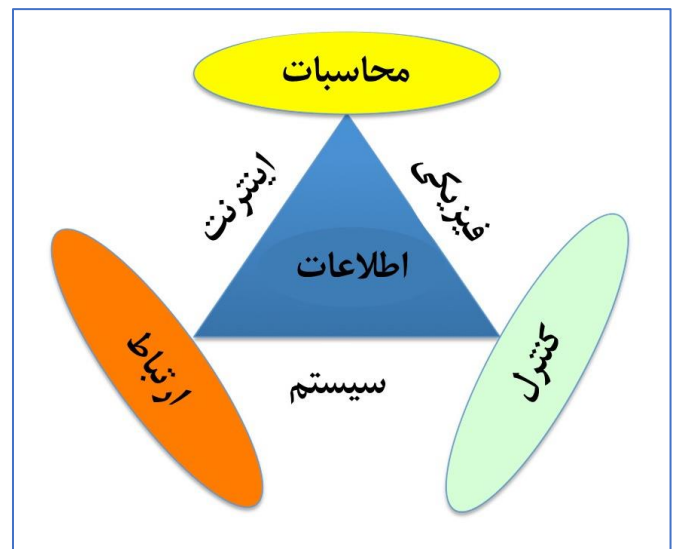 محاسبات
فیزیکی
اینترنت
اطلاعات
کنترل
ارتباط
سیستم